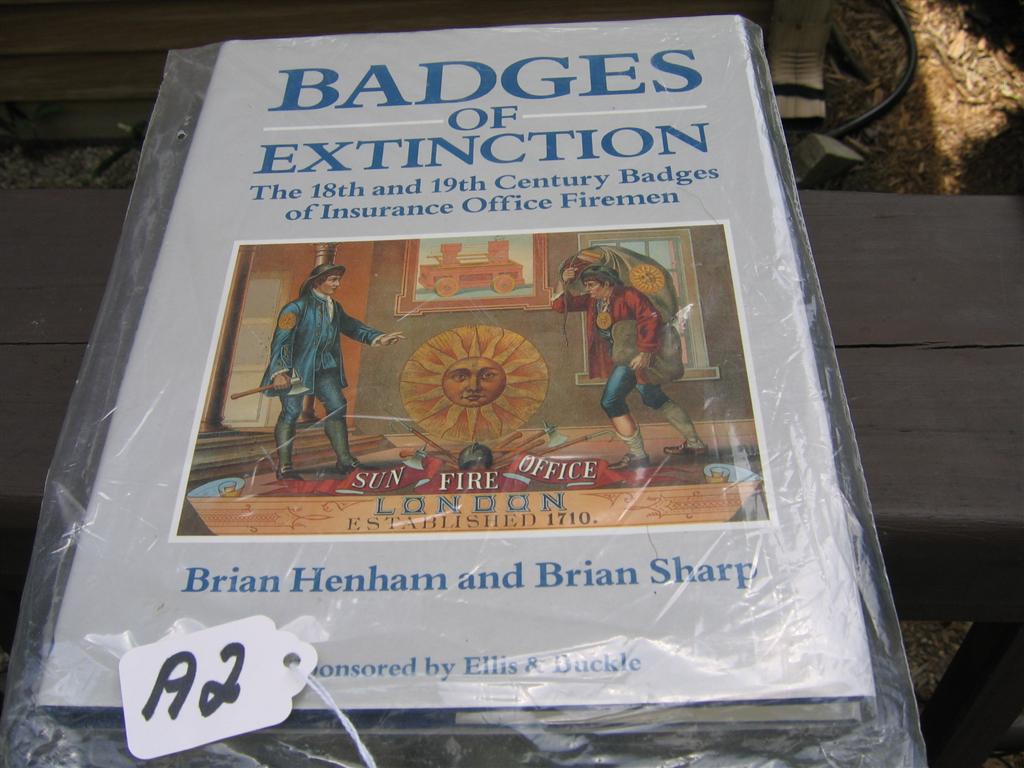 BADGES
OF
EXTINCTION
The 18th and 19th Century Badges
of Insurance Office Firemen
SUN FIRE OFFICE
LONDON
ESTABLISHED 1710.
Brian Henham and Brian Sharp
ponsored by Ellis & Buckle
A2